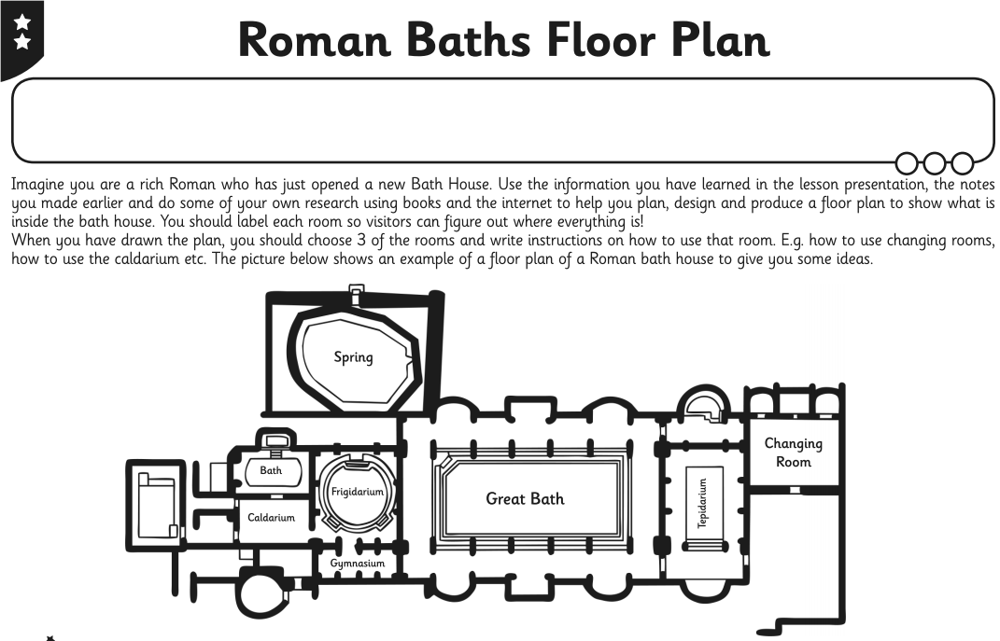 Roman Baths Floor Plan
Imagine you are a rich Roman who has just opened a new Bath House. Use the information you have learned in the lesson presentation, the notes
you made earlier and do some of your own research using books and the internet to help you plan, design and produce a floor plan to show what is
inside the bath house. You should label each room so visitors can figure out where everything is!
When you have drawn the plan, you should choose 3 of the rooms and write instructions on how to use that room. E.g. how to use changing rooms,
how to use the caldarium etc. The picture below shows an example of a floor plan of a Roman bath house to give you some ideas.
Spring
Changing
Room
Bath
Frigidarium
Great Bath
Tepidarium
Caldarium
Gymnasium